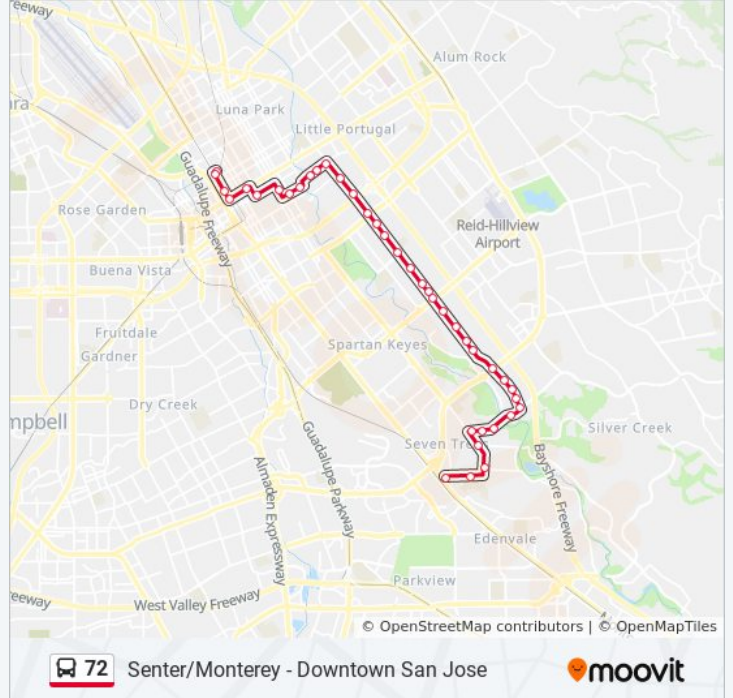 eeway
Alum Rock
Luna Park
ara
Little Portugal
Guadalupe Freeway
Rose Garden
Reid-Hillview
Airport
Buena Vista
Fruitdale
Gardner
Spartan Keyes
Dry Creek
mpbell
Silver Creek
Seven Tre
Guadalupe Parkway
Bayshore Freeway
Almaden Expressway
Edenvale
Parkview
eeway
West Valley Freeway
© OpenStreetMap contributors | © OpenMapTiles
72 Senter/Monterey - Downtown San Jose
moovit